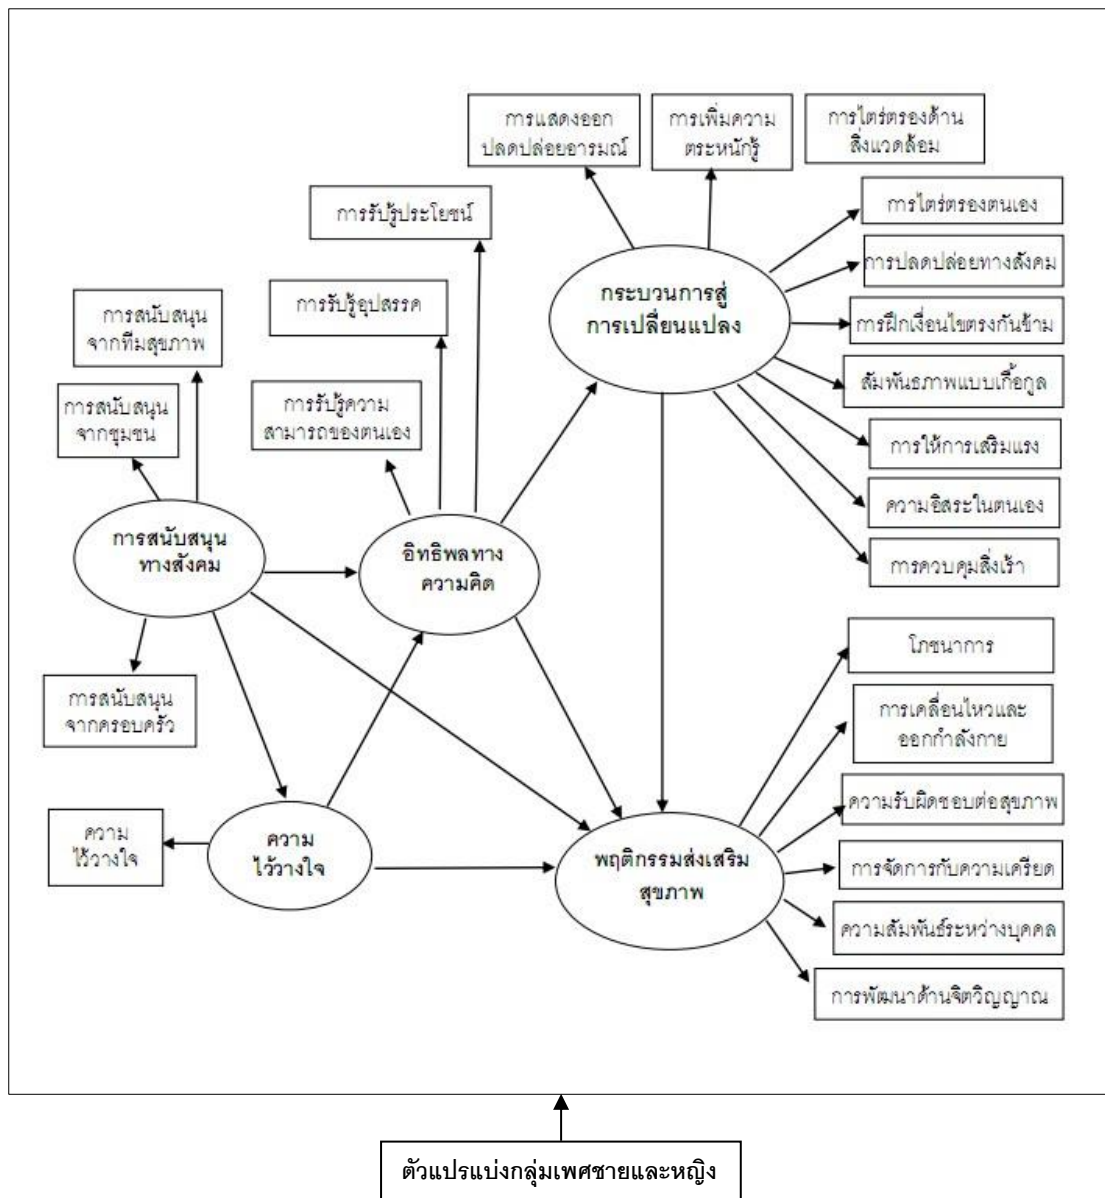 การแสดงออก
ปลดปล่อยอารมณ์
การเพิ่มความ
ตระหนักรู้
การไตร่ตรองด้าน
สิ่งแวดล้อม
การรับรู้ประโยชน์
การไตร่ตรองตนเอง
การปลดปล่อยทางสังคม
การรับรู้อุปสรรค
กระบวนการสู่
การเปลี่ยนแปลง
การฝึกเงื่อนไขตรงกันข้าม
การสนับสนุน
จากทีมสุขภาพ
สัมพันธภาพแบบเกื้อกูล
การสนับสนุน
จากชุมชน
การรับรู้ความ
สามารถของตนเอง
การให้การเสริมแรง
ความอิสระในตนเอง
การควบคุมสิ่งเร้า
การสนับสนุน
ทางสังคม
อิทธิพลทาง
ความคิด
โภชนาการ
การสนับสนุน
จากครอบครัว
การเคลื่อนไหวและ
ออกกำลังกาย
ความรับผิดชอบต่อสุขภาพ
ความ
ไว้วางใจ
ความ
ไว้วางใจ
พฤติกรรมส่งเสริม
สุขภาพ
การจัดการกับความเครียด
ความสัมพันธ์ระหว่างบุคคล
การพัฒนาด้านจิตวิญญาณ
ตัวแปรแบ่งกลุ่มเพศชายและหญิง